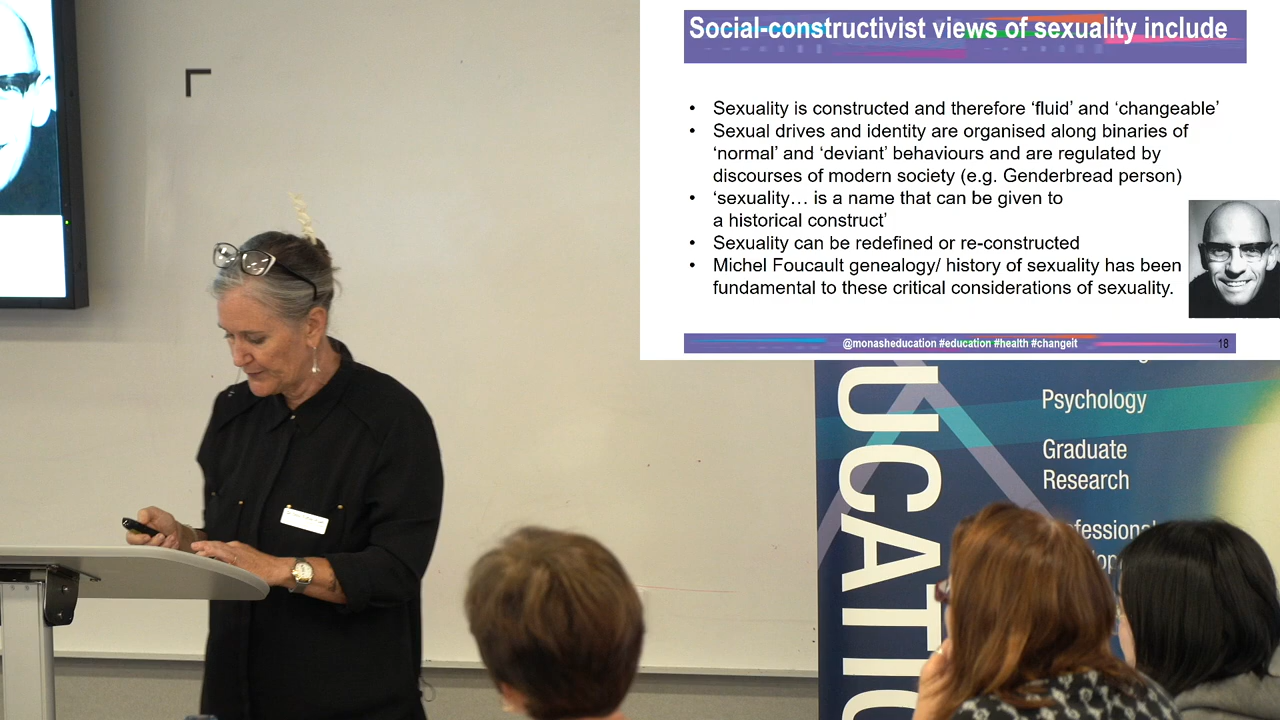 Social-constructivist views of sexuality include
• Sexuality is constructed and therefore ‘fluid’ and ‘changeable’
• Sexual drives and identity are organised along binaries of
‘normal’ and ‘deviant’ behaviours and are regulated by
discourses of modern society (e.g. Genderbread person)
• ‘sexuality… is a name that can be given to
a historical construct’
• Sexuality can be redefined or re-constructed
• Michel Foucault genealogy/ history of sexuality has been
fundamental to these critical considerations of sexuality.
@monasheducation #education #health #changeit
18
UCATIO
Psychology
Graduate
Research